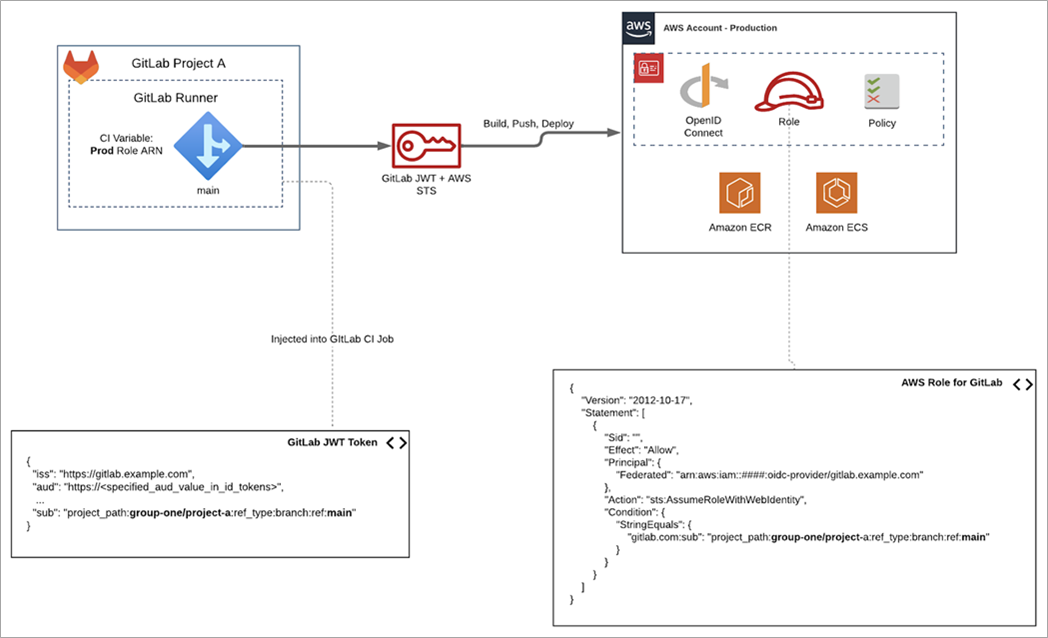 GitLab Project A
GitLab Runner
CI Variable:
Prod Role ARN
main
GitLab JWT + AWS
STS
Build, Push, Deploy
aws
AWS Account - Production
OpenID
Connect
Role
Policy
Amazon ECR
Amazon ECS
Injected into GItLab CI Job
GitLab JWT Token
{
"iss": "https://gitlab.example.com",
"aud": "https://<specified_aud_value_in_id_tokens>",
...
"sub": "project_path:group-one/project-a:ref_type:branch:ref:main"
}
AWS Role for GitLab
{
"Version": "2012-10-17",
"Statement": [
{
"Sid": "",
"Effect": "Allow",
"Principal": {
"Federated": "arn:aws:iam::####:oidc-provider/gitlab.example.com"
},
"Action": "sts:AssumeRoleWithWebIdentity",
"Condition": {
"StringEquals": {
"gitlab.com:sub": "project_path:group-one/project-a:ref_type:branch:ref:main"
}
}
}
]
}